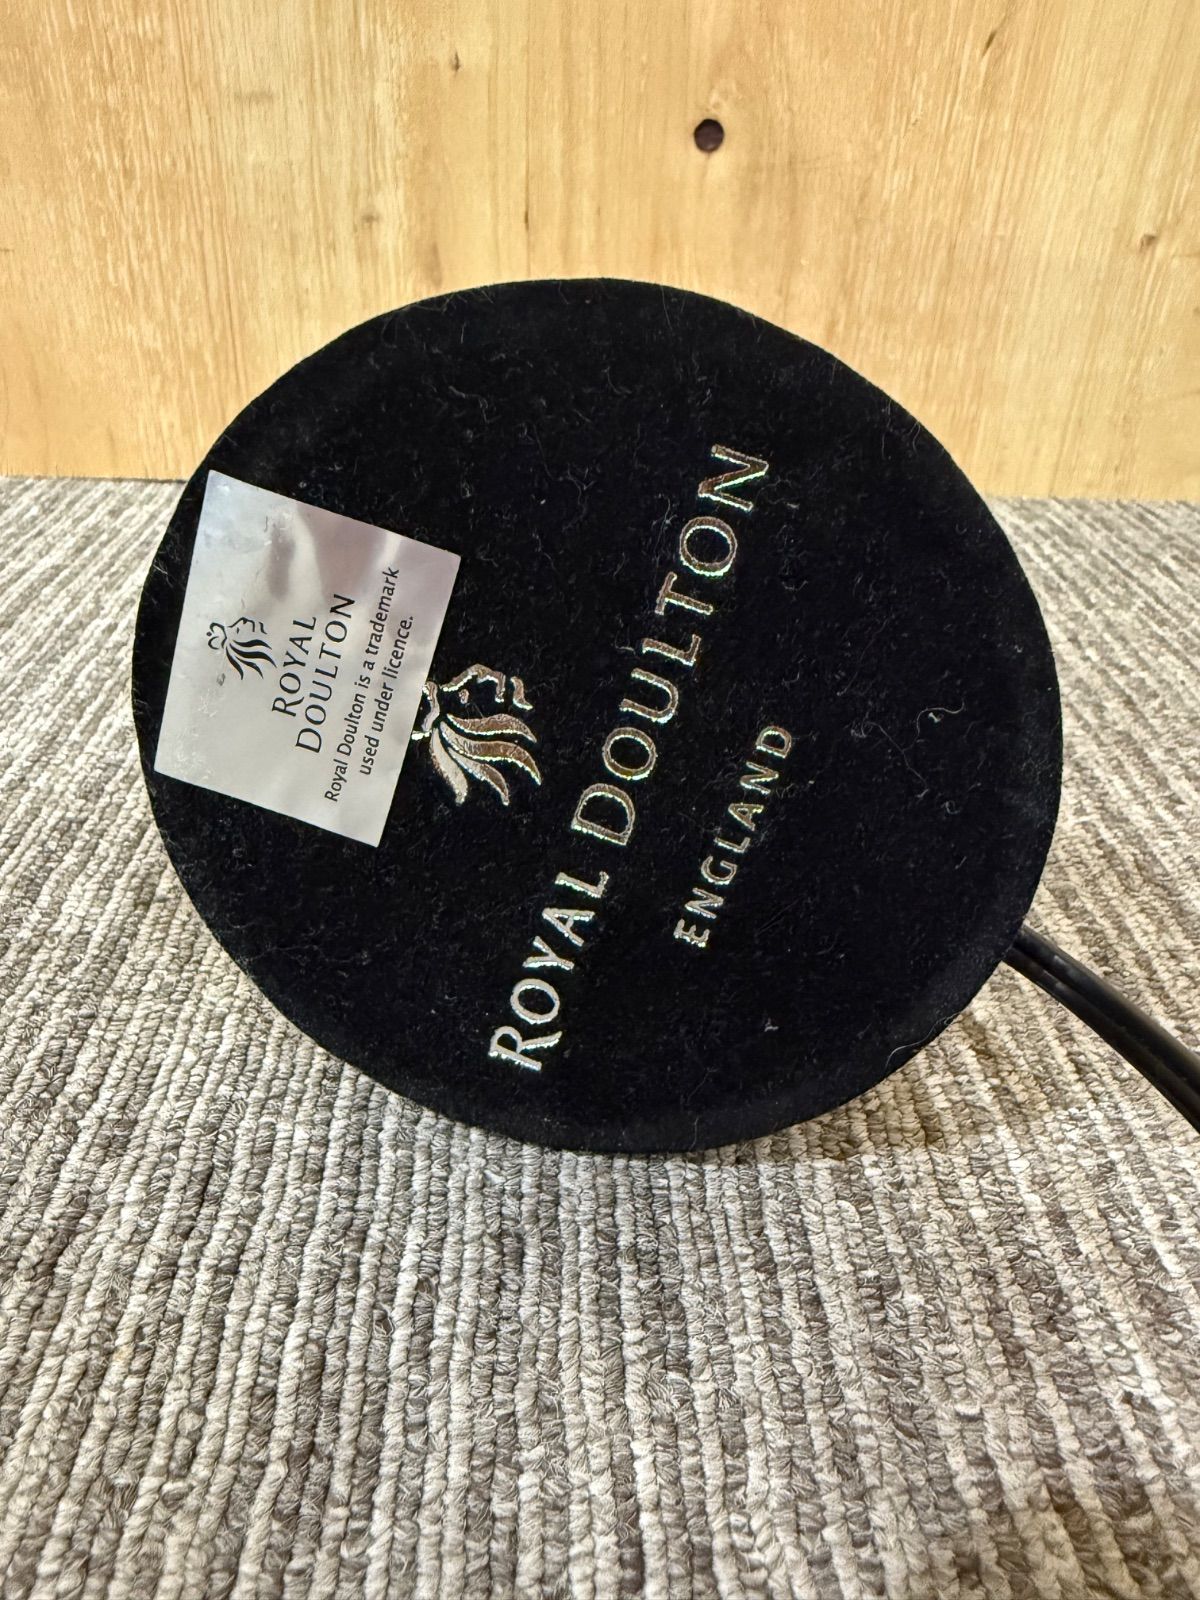 ROYAL
DOULTON
Royal Doulton is a trademark
used under licence.
ROYAL DOULTON
ENGLAND